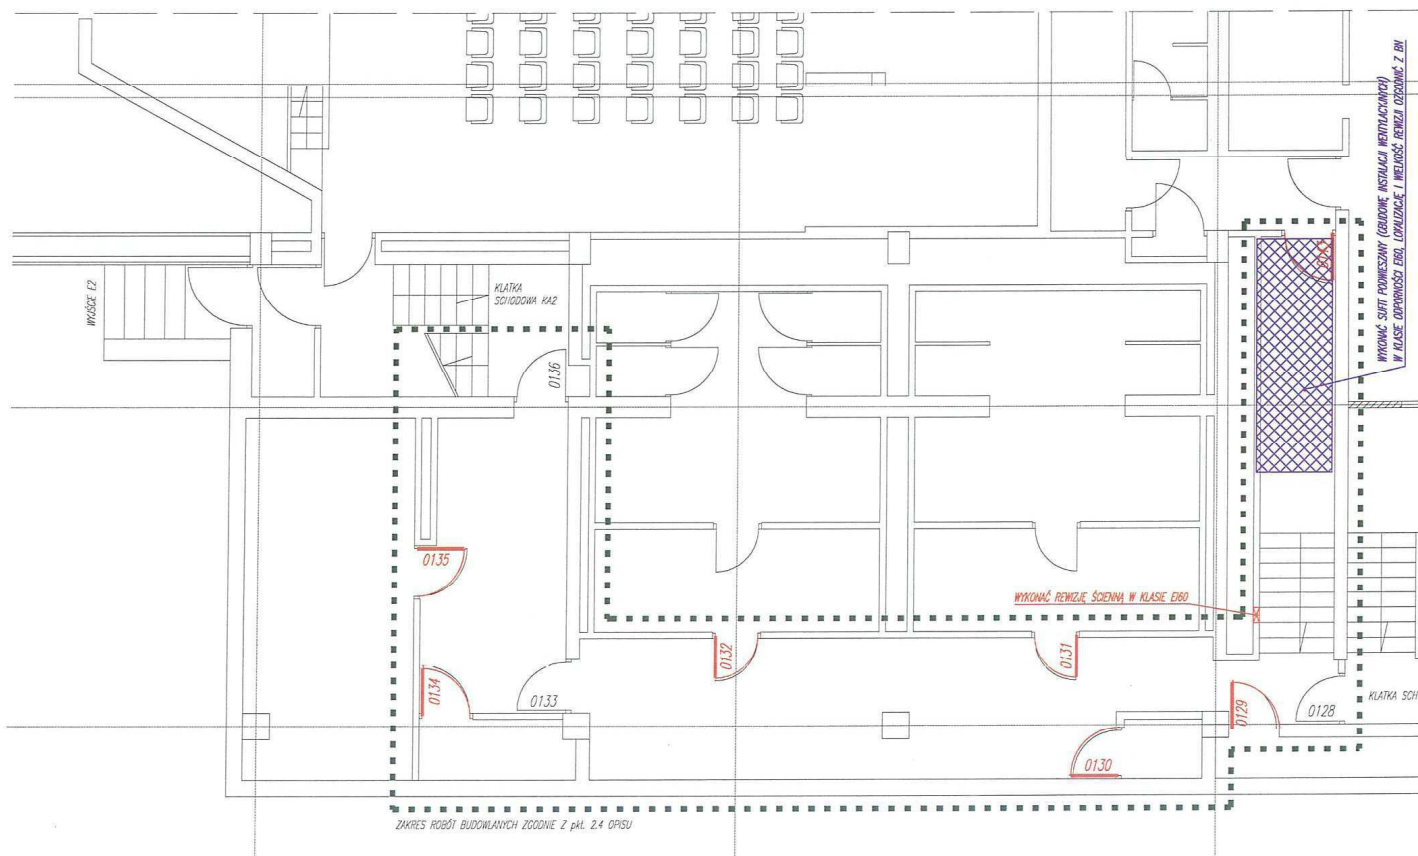 WYKONAĆ SUFIT PODWIESZANY (OBUDOWĘ INSTALACJI WENTYLACYJNYCH)
W KLASIE ODPORNOŚCI EI60, LOKALIZACJĘ I WIELKOŚĆ REWIZJI UZGODNIĆ Z BN
WYJŚCIE E2
KLATKA
SCHODOWA KA2
0136
0135
WYKONAĆ REWIZJĘ ŚCIENNĄ W KLASIE EI60
0132
0131
0134
0133
0129
0128
KLATKA SCH
0130
ZAKRES ROBÓT BUDOWLANYCH ZGODNIE Z pkt. 2.4 OPISU